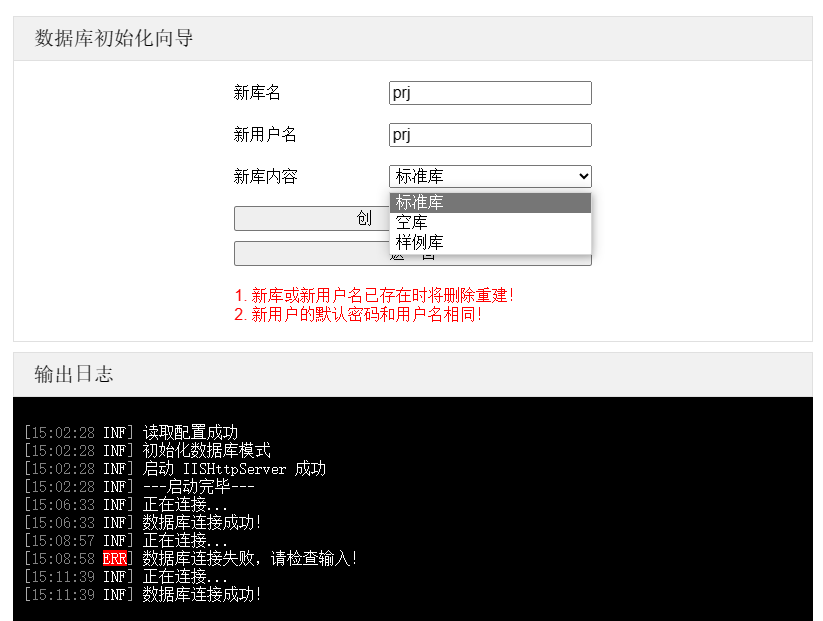 数据库初始化向导
新库名 prj
新用户名 prj
新库内容 标准库
标准库
创
空库
样例库
1. 新库或新用户名已存在时将删除重建!
2. 新用户的默认密码和用户名相同!
输出日志
[15:02:28 INF] 读取配置成功
[15:02:28 INF] 初始化数据库模式
[15:02:28 INF] 启动 IISHttpServer 成功
[15:02:28 INF] ---启动完毕---
[15:06:33 INF] 正在连接...
[15:06:33 INF] 数据库连接成功!
[15:08:57 INF] 正在连接...
[15:08:58 ERR] 数据库连接失败，请检查输入!
[15:11:39 INF] 正在连接...
[15:11:39 INF] 数据库连接成功!